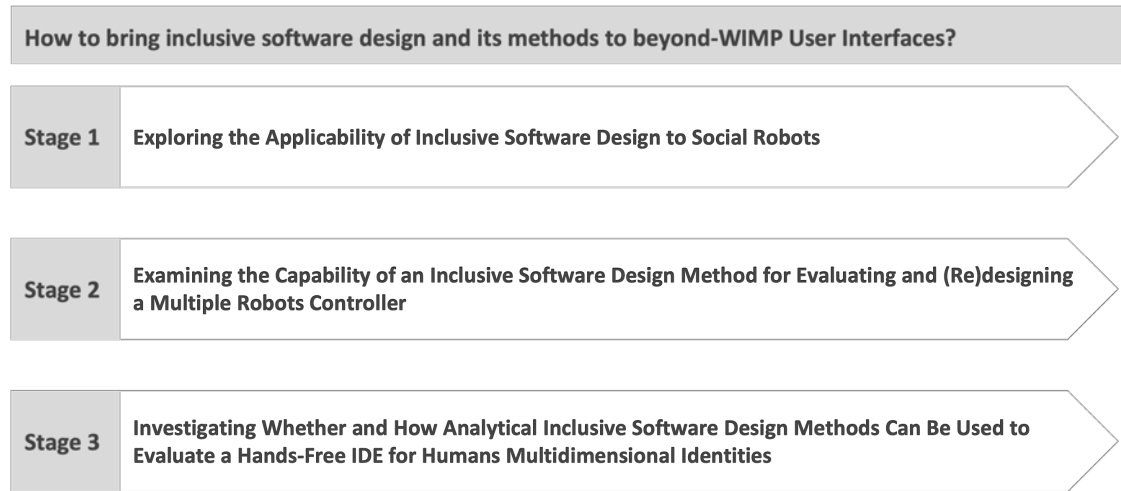 How to bring inclusive software design and its methods to beyond-WIMP User Interfaces?
Stage 1
Exploring the Applicability of Inclusive Software Design to Social Robots
Stage 2
Examining the Capability of an Inclusive Software Design Method for Evaluating and (Re)designing
a Multiple Robots Controller
Stage 3
Investigating Whether and How Analytical Inclusive Software Design Methods Can Be Used to
Evaluate a Hands-Free IDE for Humans Multidimensional Identities